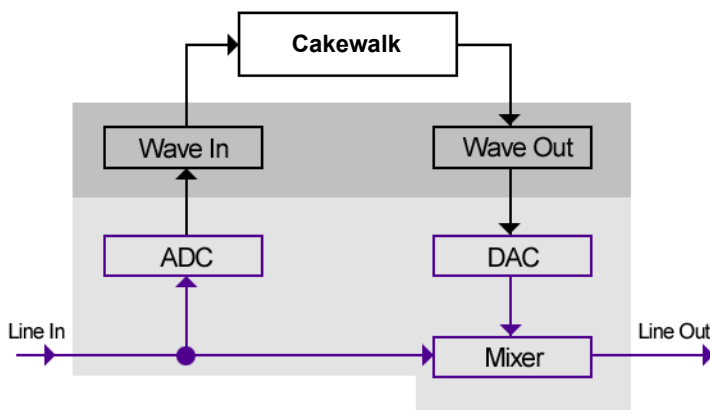 Cakewalk
Wave In
Wave Out
ADC
DAC
Line In
Line Out
Mixer